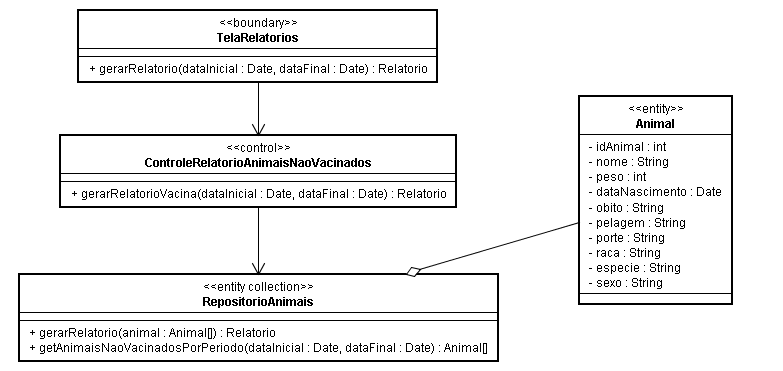 <<boundary>>
TelaRelatorios
+ gerarRelatorio(dataInicial : Date, dataFinal : Date) : Relatorio
<<control>>
ControleRelatorioAnimaisNaoVacinados
+ gerarRelatorioVacina(dataInicial : Date, dataFinal : Date) : Relatorio
<<entity>>
Animal
- idAnimal : int
- nome : String
- peso : int
- dataNascimento : Date
- obito : String
- pelagem : String
- porte : String
- raca : String
- especie : String
- sexo : String
<<entity collection>>
RepositorioAnimais
+ gerarRelatorio(animal : Animal[]) : Relatorio
+ getAnimaisNaoVacinadosPorPeriodo(dataInicial : Date, dataFinal : Date) : Animal[]